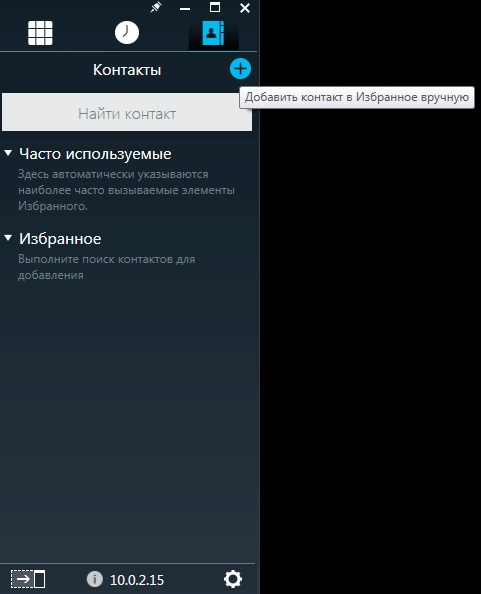 Контакты
Добавить контакт в Избранное вручную
Найти контакт
Часто используемые
Здесь автоматически указываются
наиболее часто вызываемые элементы
Избранного.
Избранное
Выполните поиск контактов для
добавления
10.0.2.15